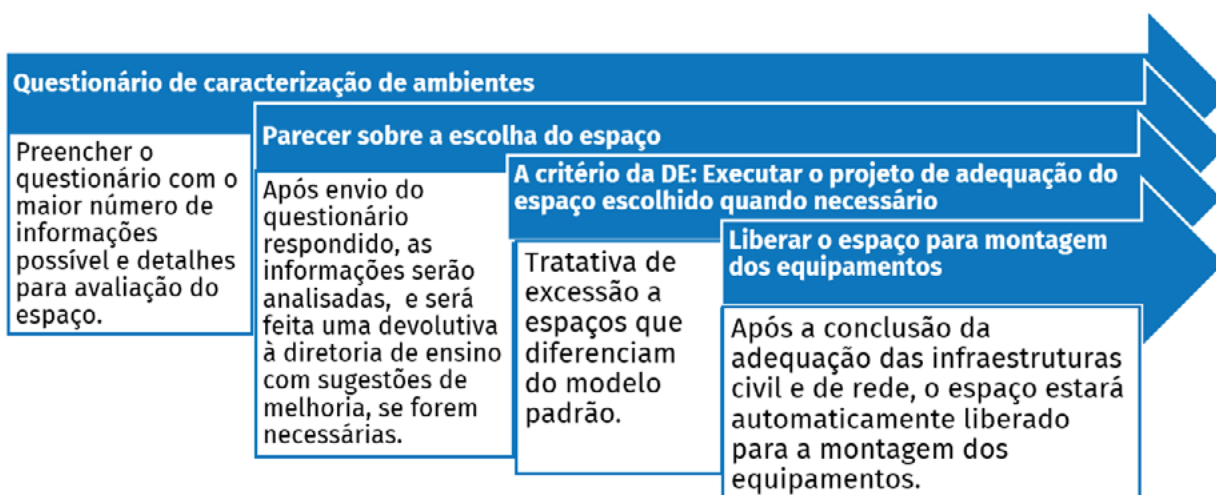 Questionário de caracterização de ambientes
Preencher o
questionário com o
maior número de
informações
possível e detalhes
para avaliação do
espaço.
Parecer sobre a escolha do espaço
Após envio do
questionário
respondido, as
informações serão
analisadas, e será
feita uma devolutiva
à diretoria de ensino
com sugestões de
melhoria, se forem
necessárias.
A critério da DE: Executar o projeto de adequação do
espaço escolhido quando necessário
Tratativa de
excessão a
espaços que
diferenciam
do modelo
padrão.
Liberar o espaço para montagem
dos equipamentos
Após a conclusão da
adequação das infraestruturas
civil e de rede, o espaço estará
automaticamente liberado
para a montagem dos
equipamentos.